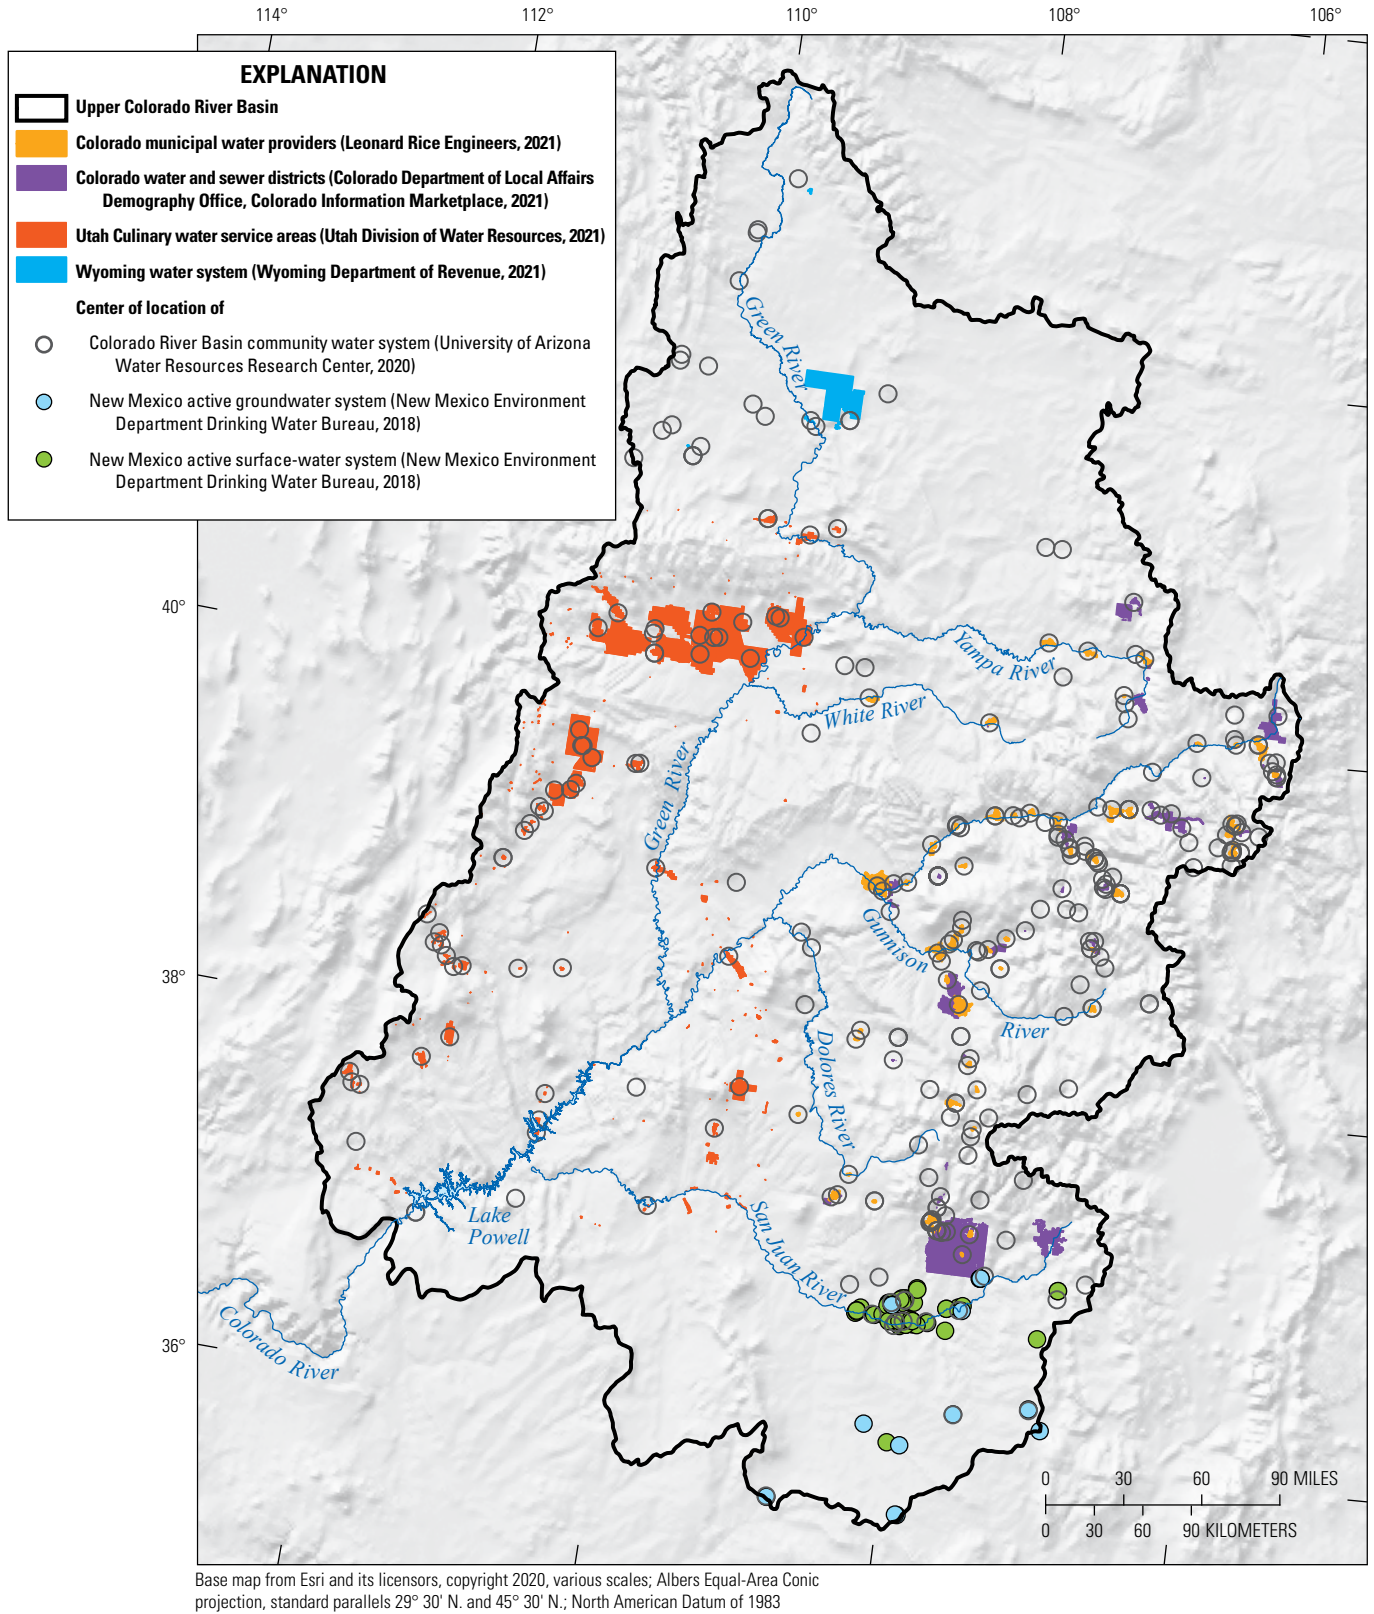 114°
112°
110°
108°
106°
EXPLANATION
Upper Colorado River Basin
Colorado municipal water providers (Leonard Rice Engineers, 2021)
Colorado water and sewer districts (Colorado Department of Local Affairs
Demography Office, Colorado Information Marketplace, 2021)
Utah Culinary water service areas (Utah Division of Water Resources, 2021)
Wyoming water system (Wyoming Department of Revenue, 2021)
Center of location of
Colorado River Basin community water system (University of Arizona
Water Resources Research Center, 2020)
New Mexico active groundwater system (New Mexico Environment
Department Drinking Water Bureau, 2018)
New Mexico active surface-water system (New Mexico Environment
Department Drinking Water Bureau, 2018)
Green River
40°
Yampa River
White River
Green River
Gunnison
River
38°
Dolores River
Lake
Powell
San Juan River
Colorado River
36°
0 30 60 90 MILES
0 30 60 90 KILOMETERS
Base map from Esri and its licensors, copyright 2020, various scales; Albers Equal-Area Conic
projection, standard parallels 29° 30' N. and 45° 30' N.; North American Datum of 1983